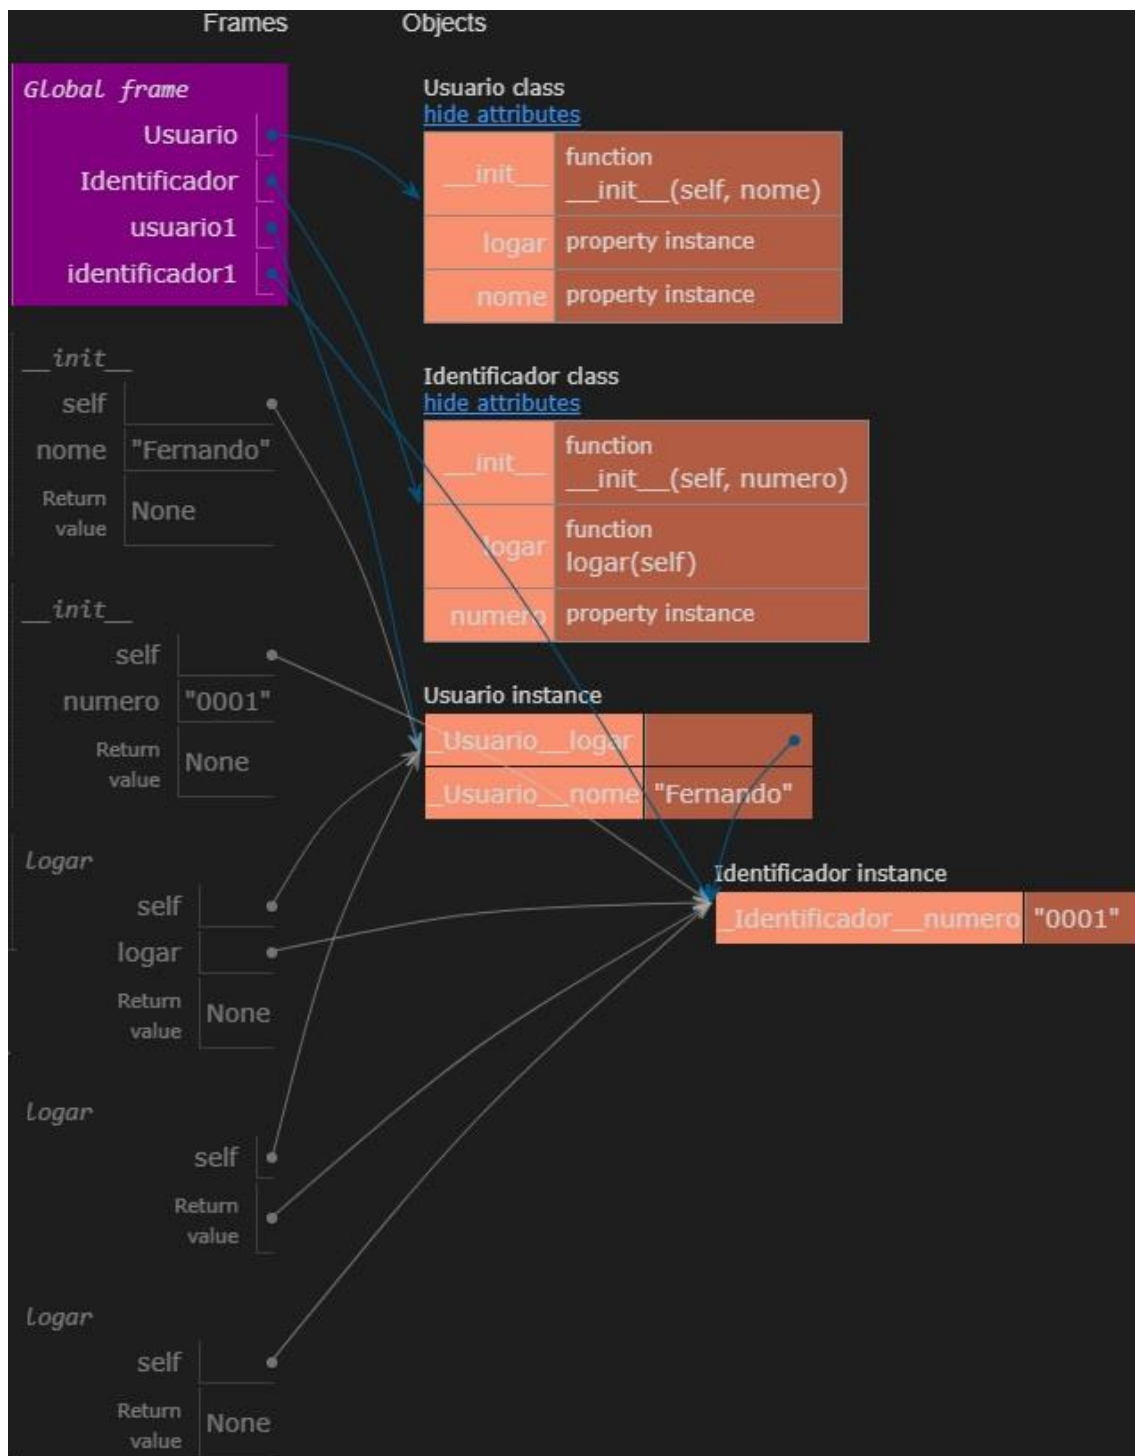 Frames Objects
Global frame
Usuario
Identificador
usuario1
identificador1
Usuario class
hide attributes
__init__ function
__init__(self, nome)
logar property instance
nome property instance
Identificador class
hide attributes
__init__ function
__init__(self, numero)
logar function
logar(self)
numero property instance
Usuario instance
_Usuario__logar
_Usuario__nome "Fernando"
Identificador instance
_Identificador__numero "0001"
__init__
self
nome "Fernando"
Return
value None
__init__
self
numero "0001"
Return
value None
logar
self
logar
Return
value None
logar
self
Return
value
logar
self
Return
value None